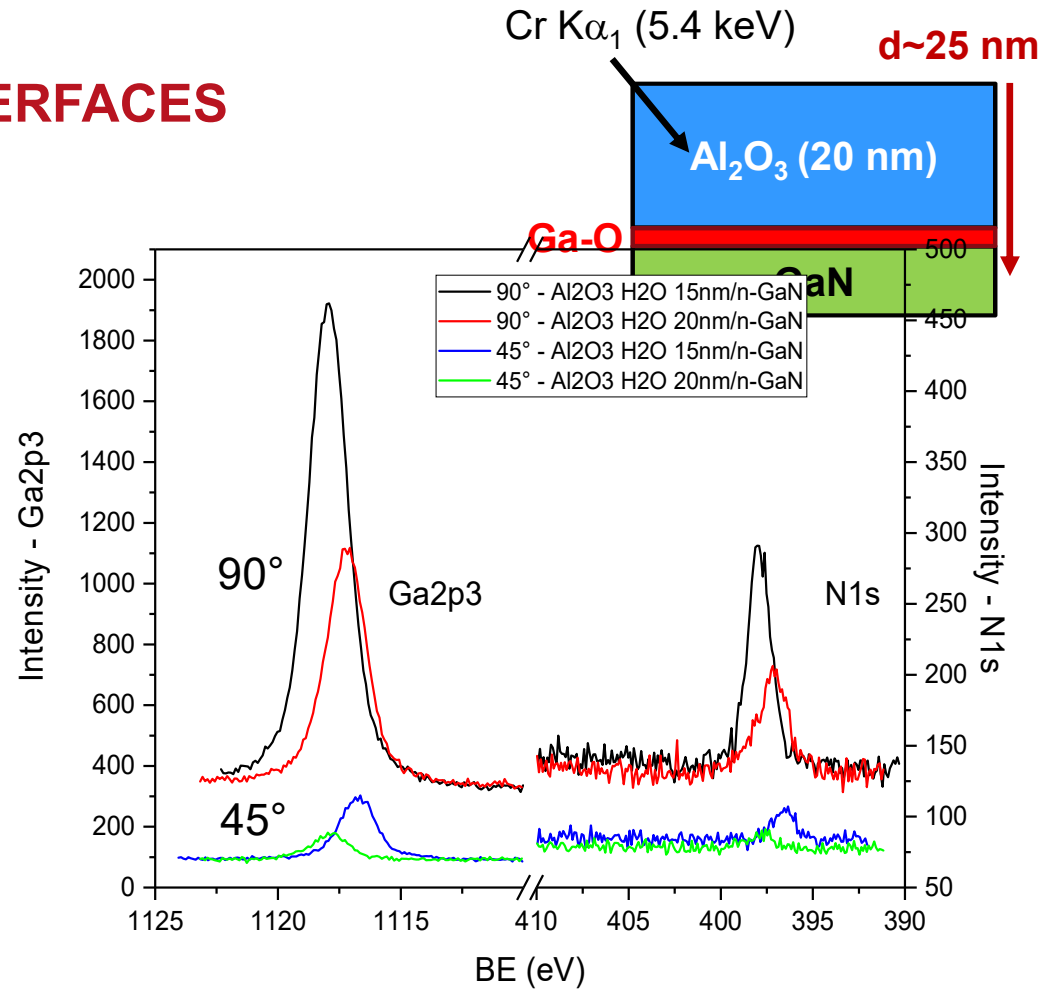 Cr Kα₁ (5.4 keV)
d~25 nm
ERFACES
Al₂O₃ (20 nm)
Ga-O
aN
90° - Al2O3 H2O 15nm/n-GaN
90° - Al2O3 H2O 20nm/n-GaN
45° - Al2O3 H2O 15nm/n-GaN
45° - Al2O3 H2O 20nm/n-GaN
2000
1800
1600
1400
1200
1000
800
600
400
200
0
Intensity - Ga2p3
90°
Ga2p3
N1s
45°
500
450
400
350
300
250
200
150
100
50
Intensity - N1s
1125 1120 1115 410 405 400 395 390
BE (eV)